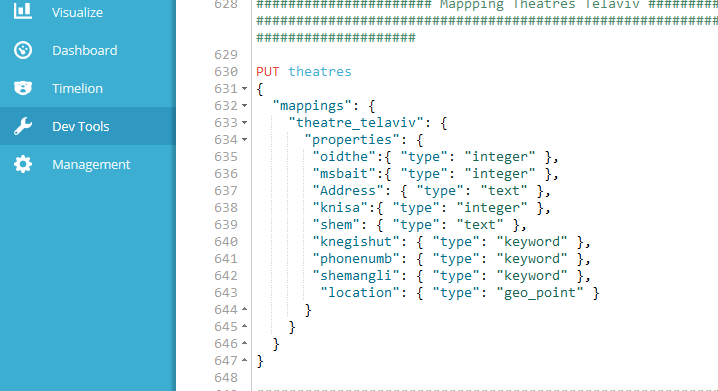 Visualize
Dashboard
Timelion
Dev Tools
Management
628 ###################### Mappping Theatres Telaviv #########
##########################################################
####################
629
630 PUT theatres
631 {
632 "mappings": {
633 "theatre_telaviv": {
634 "properties": {
635 "oidthe":{ "type": "integer" },
636 "msbait":{ "type": "integer" },
637 "Address": { "type": "text" },
638 "knisa":{ "type": "integer" },
639 "shem": { "type": "text" },
640 "knegishut": { "type": "keyword" },
641 "phonenumb": { "type": "keyword" },
642 "shemangli": { "type": "keyword" },
643 "location": { "type": "geo_point" }
644 }
645 }
646 }
647 }
648